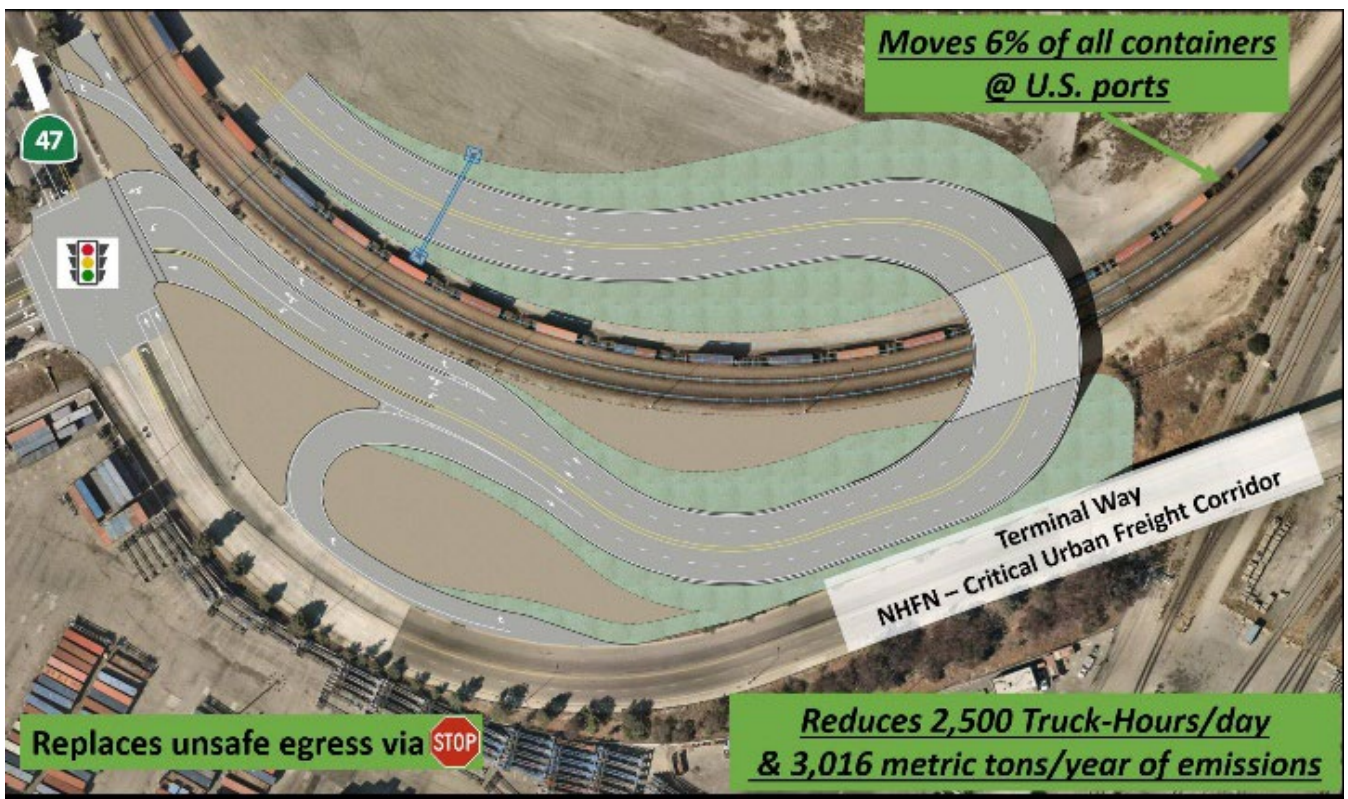 Moves 6% of all containers
@ U.S. ports
47
Terminal Way
NHFN – Critical Urban Freight Corridor
Replaces unsafe egress via STOP
Reduces 2,500 Truck-Hours/day
& 3,016 metric tons/year of emissions